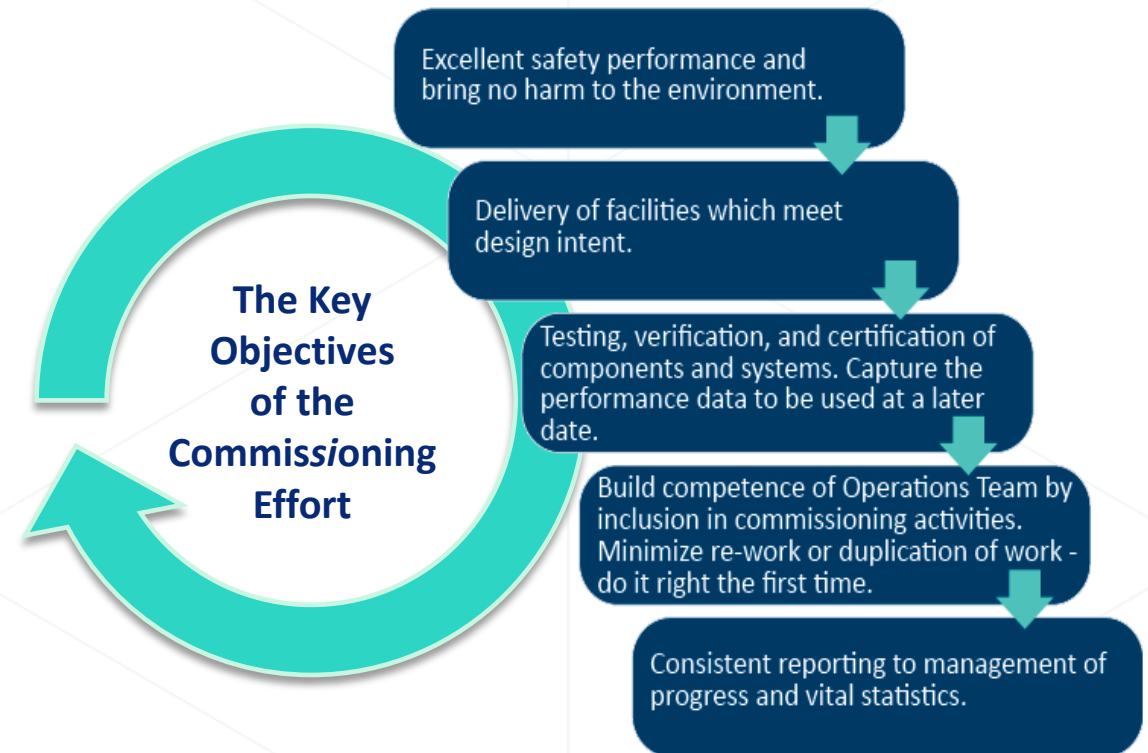 The Key
Objectives
of the
Commissioning
Effort
Excellent safety performance and
bring no harm to the environment.
Delivery of facilities which meet
design intent.
Testing, verification, and certification of
components and systems. Capture the
performance data to be used at a later
date.
Build competence of Operations Team by
inclusion in commissioning activities.
Minimize re-work or duplication of work -
do it right the first time.
Consistent reporting to management of
progress and vital statistics.